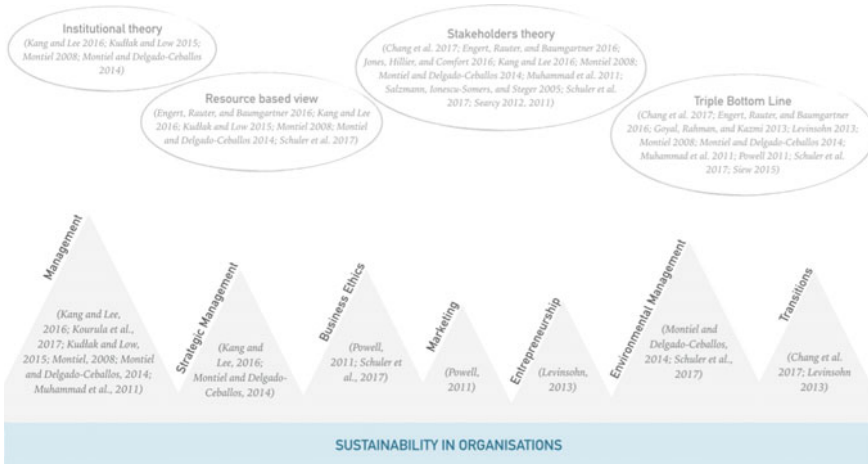 Institutional theory
(Kang and Lee 2016; Kudłak and Low 2015;
Montiel 2008; Montiel and Delgado-Ceballos
2014)
Resource based view
(Engert, Rauter, and Baumgartner 2016; Kang and Lee
2016; Kudłak and Low 2015; Montiel 2008; Montiel
and Delgado-Ceballos 2014; Schuler et al. 2017)
Stakeholders theory
(Chang et al. 2017; Engert, Rauter, and Baumgartner 2016;
Jones, Hillier, and Comfort 2016; Kang and Lee 2016; Montiel 2008;
Montiel and Delgado-Ceballos 2014; Muhammad et al. 2011;
Salzmann, Ionescu-Somers, and Steger 2005; Schuler et al.
2017; Searcy 2012, 2011)
Triple Bottom Line
(Chang et al. 2017; Engert, Rauter, and Baumgartner
2016; Goyal, Rahman, and Kazmi 2013; Levinsohn 2013;
Montiel 2008; Montiel and Delgado-Ceballos 2014;
Muhammad et al. 2011; Powell 2011; Schuler et al.
2017; Siew 2015)
Management
(Kang and Lee,
2016; Kourula et al.,
2017; Kudłak and Low,
2015; Montiel, 2008; Montiel
and Delgado-Ceballos, 2014;
Muhammad et al., 2011)
Strategic Management
(Kang and
Lee, 2016;
Montiel and Delgado-
Ceballos, 2014)
Business Ethics
(Powell,
2011; Schuler et
al., 2017)
Marketing
(Powell,
2011)
Entrepreneurship
(Levinsohn,
2013)
Environmental Management
(Montiel and
Delgado-Ceballos,
2014; Schuler et al.,
2017)
Transitions
(Chang et al.
2017; Levinsohn
2013)
SUSTAINABILITY IN ORGANISATIONS